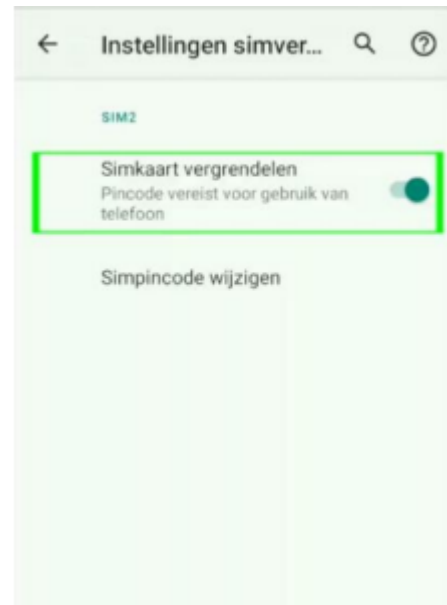 Instellingen simver...
SIM2
Simkaart vergrendelen
Pincode vereist voor gebruik van
telefoon
Simpincode wijzigen